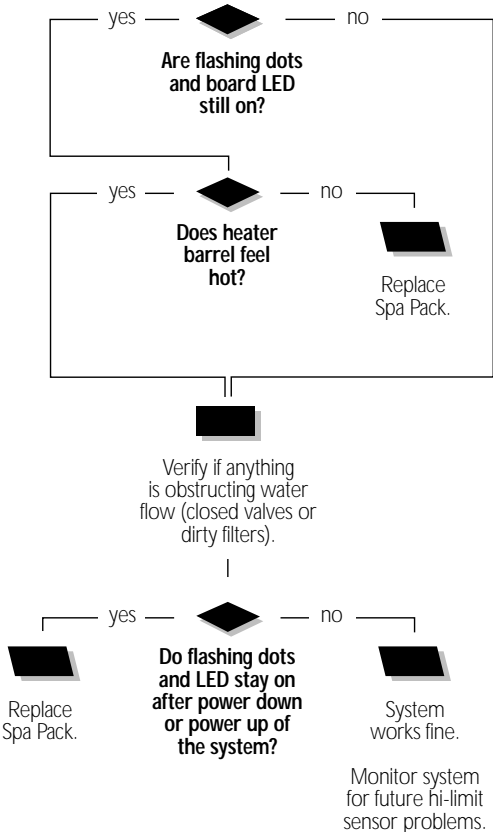 yes
no
Are flashing dots
and board LED
still on?
yes
no
Does heater
barrel feel
hot?
Replace
Spa Pack.
Verify if anything
is obstructing water
flow (closed valves or
dirty filters).
yes
no
Replace
Spa Pack.
Do flashing dots
and LED stay on
after power down
or power up of
the system?
System
works fine.
Monitor system
for future hi-limit
sensor problems.